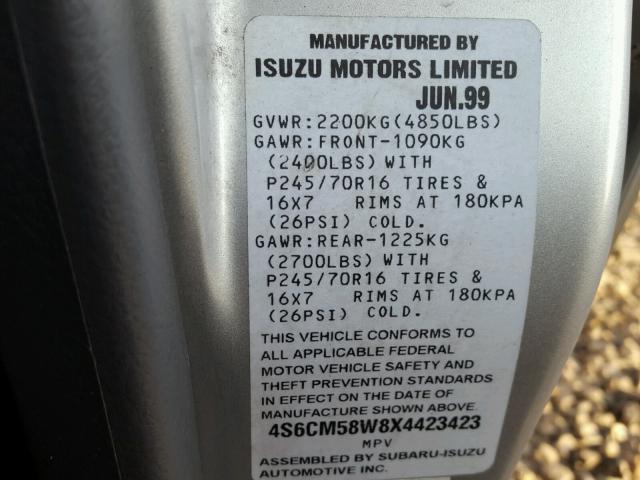 MANUFACTURED BY
ISUZU MOTORS LIMITED
JUN.99
GVWR:2200KG(4850LBS)
GAWR:FRONT-1090KG
(2400LBS) WITH
P245/70R16 TIRES &
16X7 RIMS AT 180KPA
(26PSI) COLD.
GAWR:REAR-1225KG
(2700LBS) WITH
P245/70R16 TIRES &
16X7 RIMS AT 180KPA
(26PSI) COLD.
THIS VEHICLE CONFORMS TO
ALL APPLICABLE FEDERAL
MOTOR VEHICLE SAFETY AND
THEFT PREVENTION STANDARDS
IN EFFECT ON THE DATE OF
MANUFACTURE SHOWN ABOVE.
4S6CM58W8X4423423
MPV
ASSEMBLED BY SUBARU-ISUZU
AUTOMOTIVE INC.